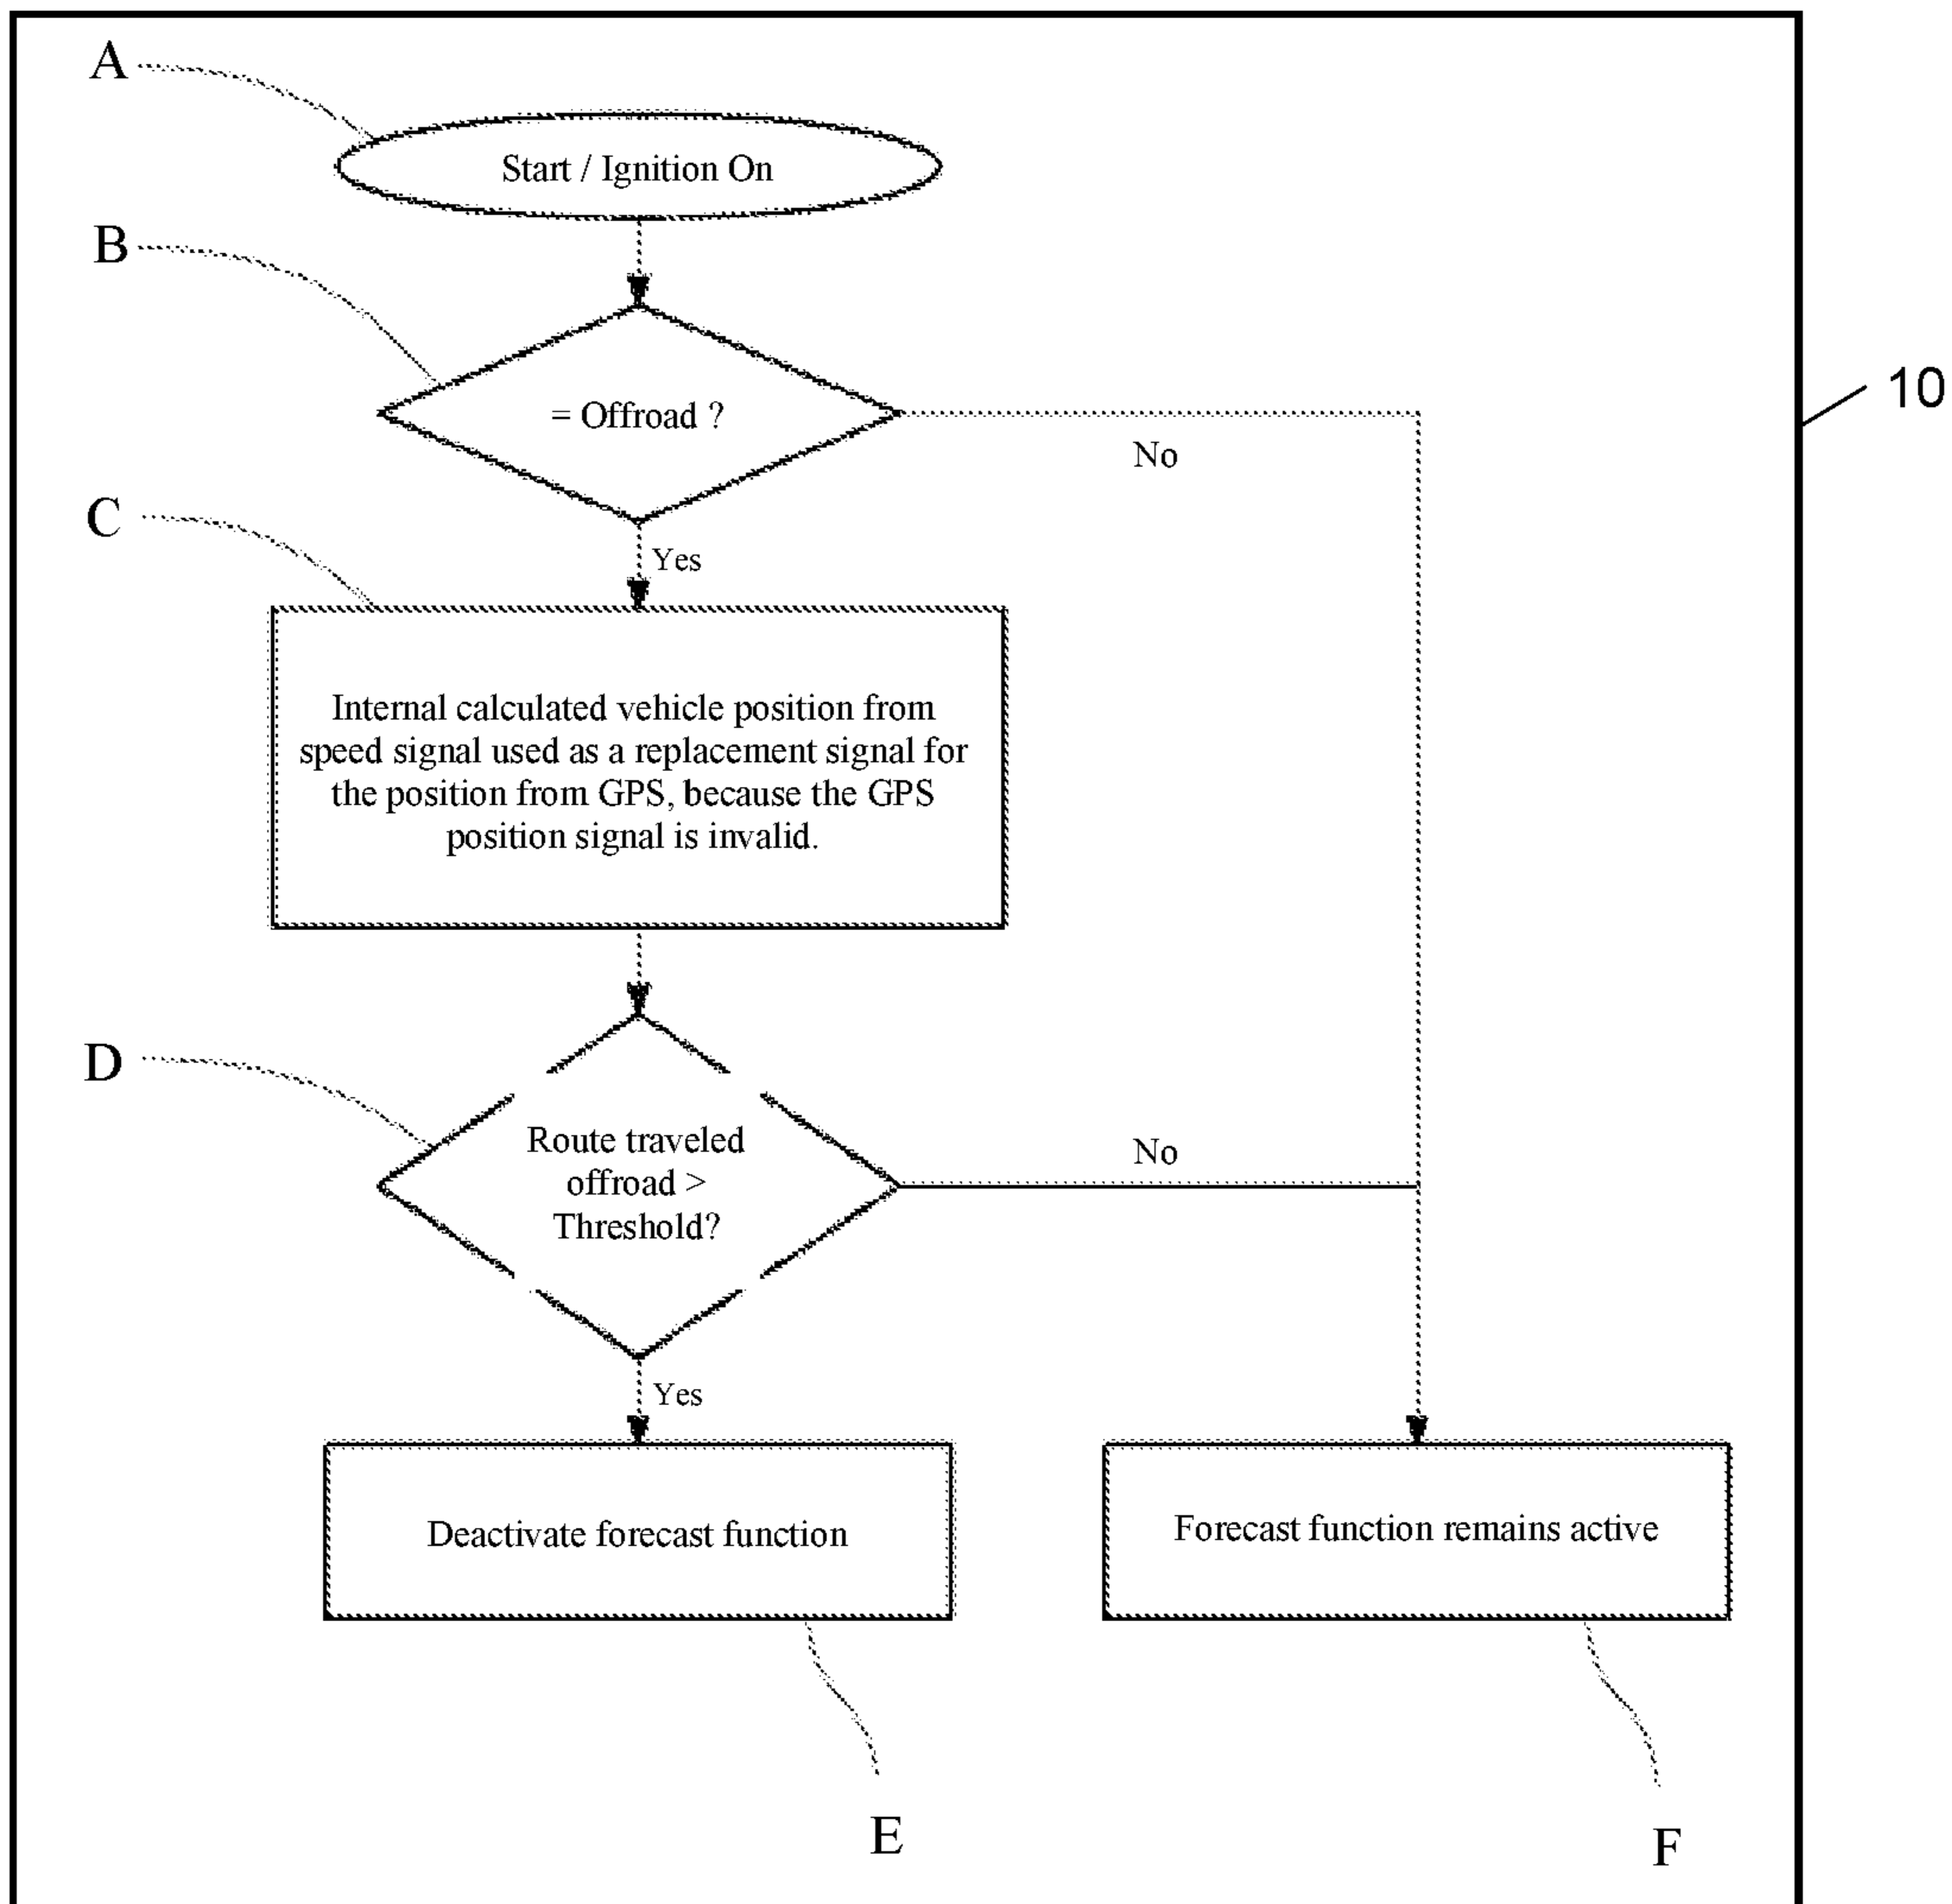 A
Start / Ignition On
B
= Offroad ?
10
No
C
Yes
Internal calculated vehicle position from
speed signal used as a replacement signal for
the position from GPS, because the GPS
position signal is invalid.
D
Route traveled
offroad >
Threshold?
No
Yes
Deactivate forecast function
Forecast function remains active
E
F